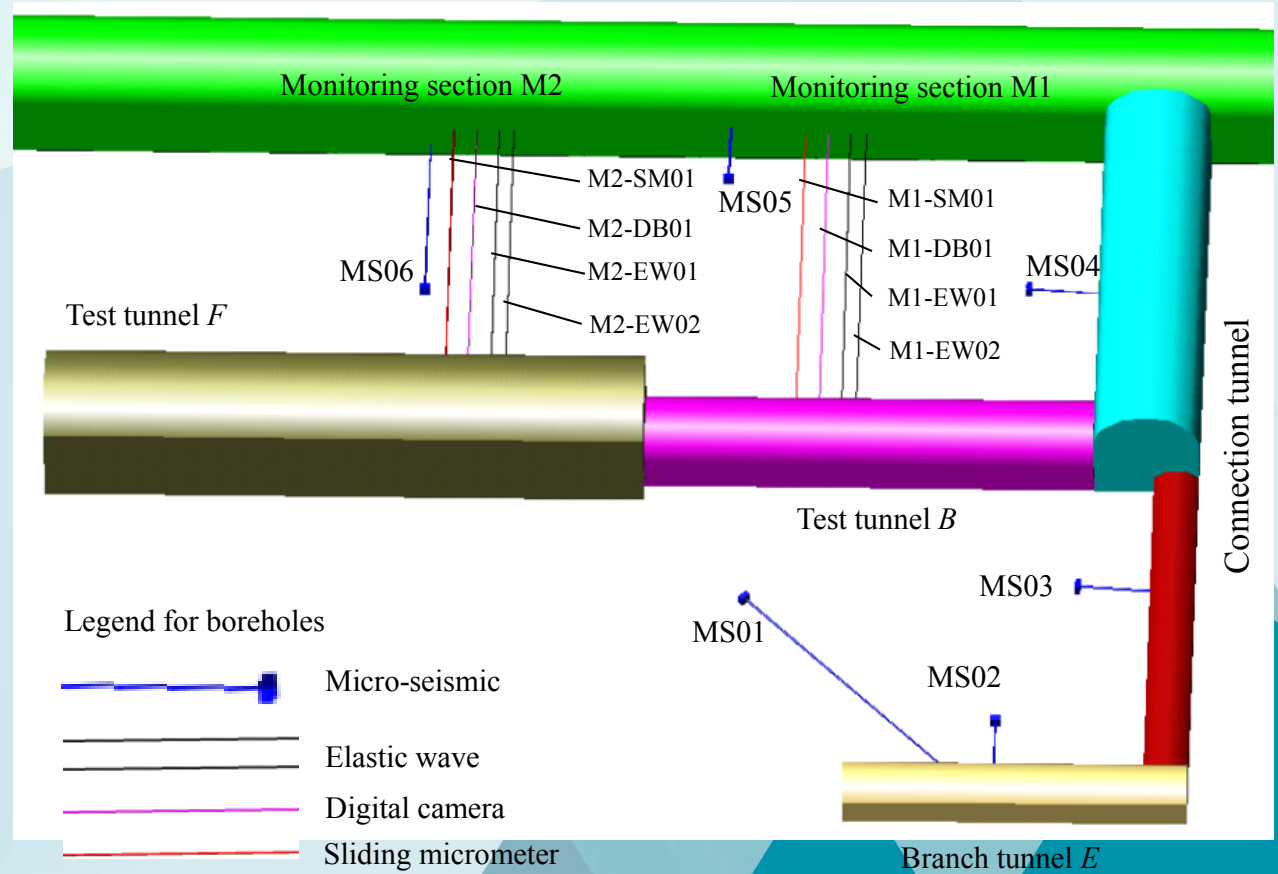 Monitoring section M2
Monitoring section M1
M2-SM01
M2-DB01
M2-EW01
M2-EW02
MS06
MS05
M1-SM01
M1-DB01
M1-EW01
M1-EW02
MS04
Test tunnel F
Test tunnel B
Connection tunnel
MS03
MS01
MS02
Branch tunnel E
Legend for boreholes
Micro-seismic
Elastic wave
Digital camera
Sliding micrometer